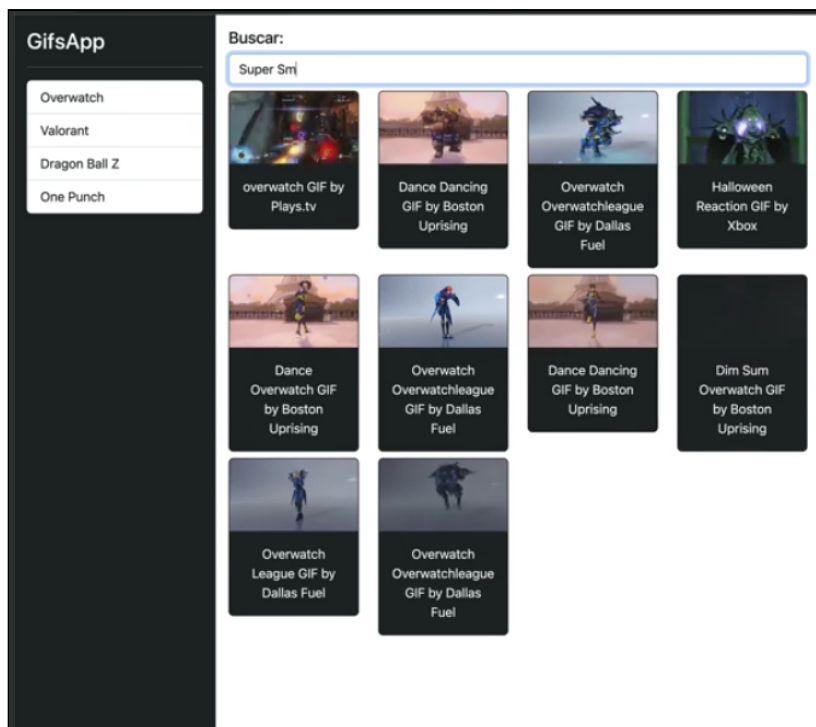 GifsApp
Overwatch
Valorant
Dragon Ball Z
One Punch
Buscar:
Super Sm
overwatch GIF by
Plays.tv
Dance Dancing
GIF by Boston
Uprising
Overwatch
Overwatchleague
GIF by Dallas
Fuel
Halloween
Reaction GIF by
Xbox
Dance
Overwatch GIF
by Boston
Uprising
Overwatch
Overwatchleague
GIF by Dallas
Fuel
Dance Dancing
GIF by Boston
Uprising
Dim Sum
Overwatch GIF
by Boston
Uprising
Overwatch
League GIF by
Dallas Fuel
Overwatch
Overwatchleague
GIF by Dallas
Fuel